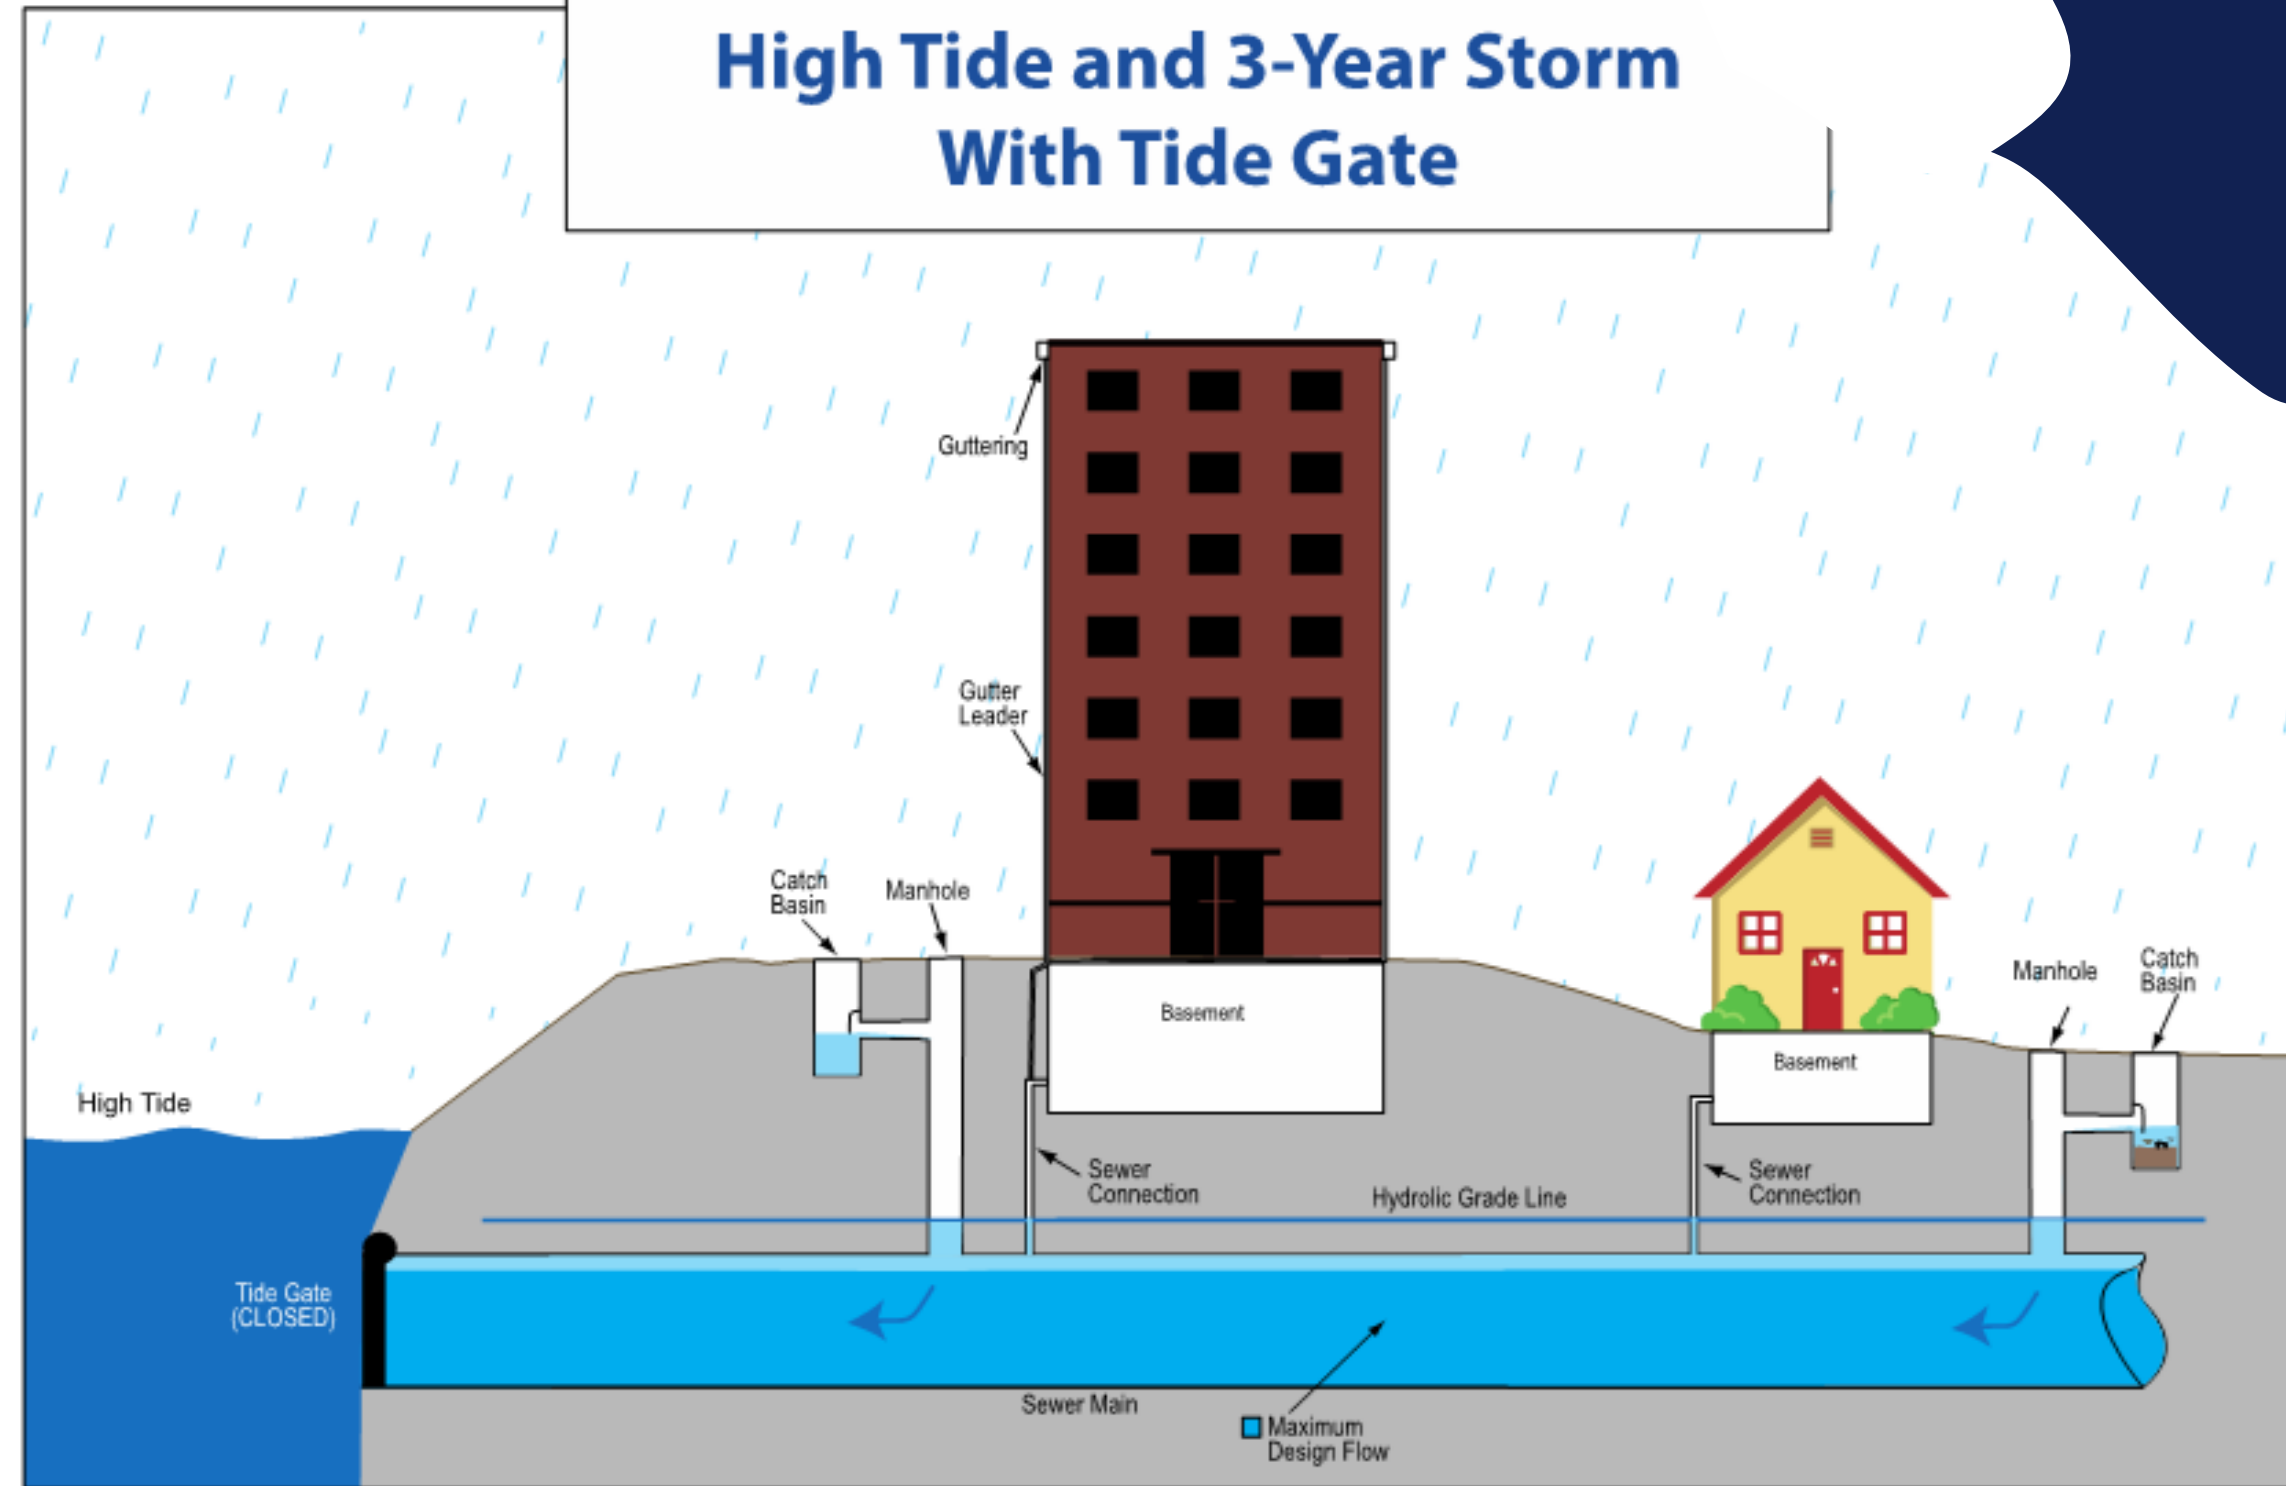 High Tide and 3-Year Storm
With Tide Gate
Guttering
Gutter
Leader
Catch
Basin
Manhole
Manhole
Catch
Basin
Basement
Basement
High Tide
Sewer
Connection
Hydrolic Grade Line
Sewer
Connection
Tide Gate
(CLOSED)
Sewer Main
Maximum
Design Flow